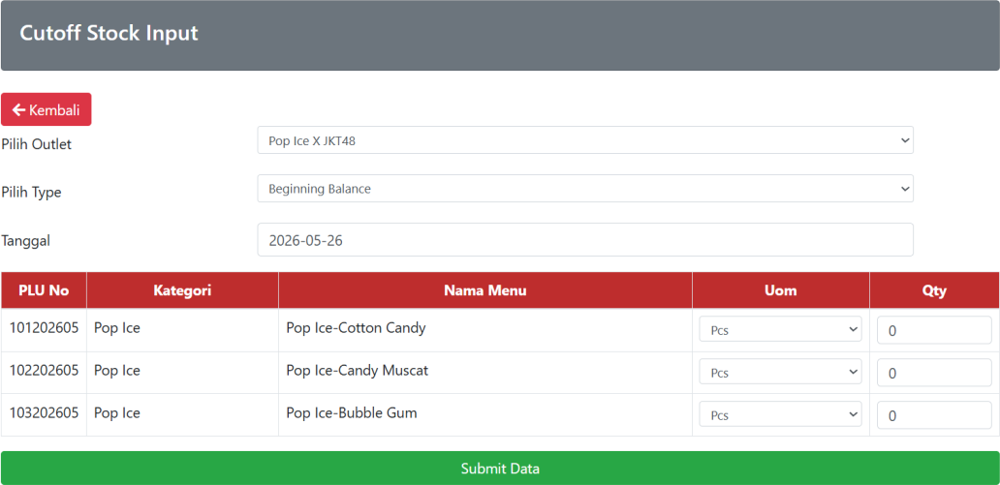 Cutoff Stock Input
Kembali
Pilih Outlet Pop Ice X JKT48
Pilih Type Beginning Balance
Tanggal 2026-05-26
PLU No Kategori Nama Menu Uom Qty
101202605 Pop Ice Pop Ice-Cotton Candy Pcs 0
102202605 Pop Ice Pop Ice-Candy Muscat Pcs 0
103202605 Pop Ice Pop Ice-Bubble Gum Pcs 0
Submit Data